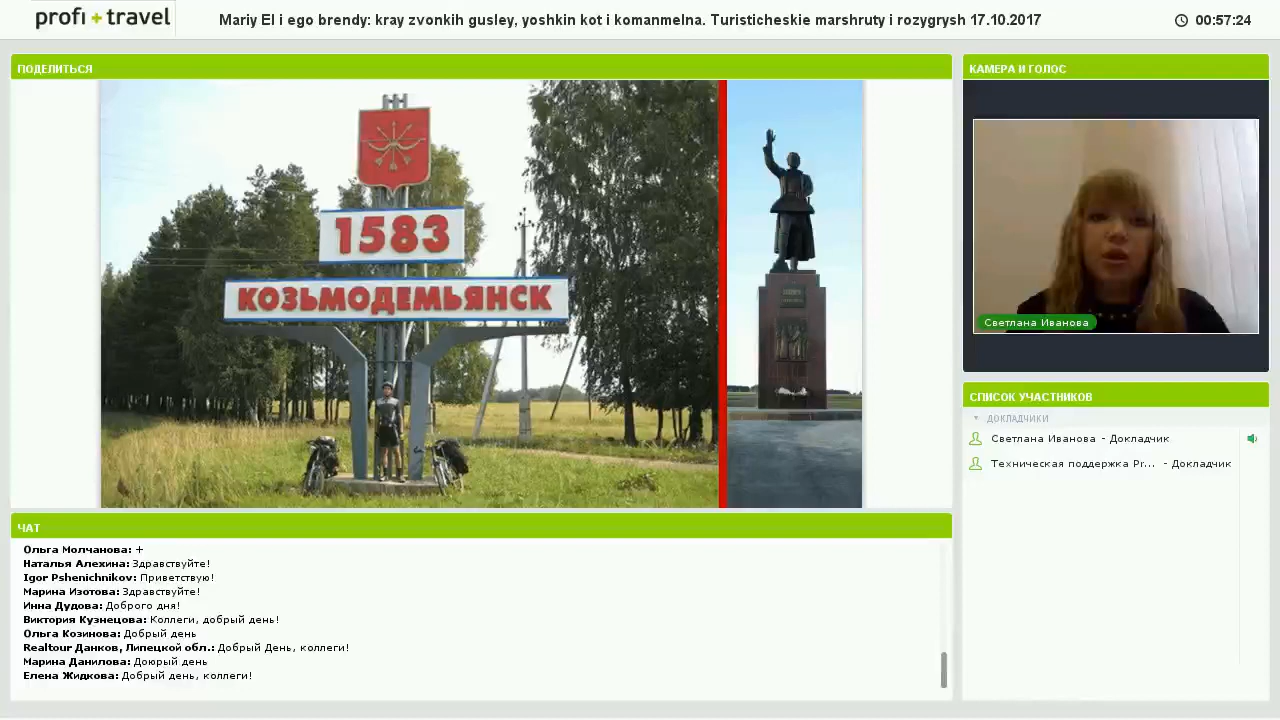 profi + travel
Mariy El i ego brendy: kray zvonkih gusley, yoshkin kot i komanmelna. Turisticheskie marshruty i rozygrysh 17.10.2017
00:57:24
ПОДЕЛИТЬСЯ
1583
КОЗЬМОДЕМЬЯНСК
КАМЕРА И ГОЛОС
Светлана Иванова
СПИСОК УЧАСТНИКОВ
ДОКЛАДЧИКИ
Светлана Иванова - Докладчик
Техническая поддержка Pr... - Докладчик
ЧАТ
Ольга Молчанова: +
Наталья Алехина: Здравствуйте!
Igor Pshenichnikov: Приветствую!
Марина Изотова: Здравствуйте!
Инна Дудова: Доброго дня!
Виктория Кузнецова: Коллеги, добрый день!
Ольга Козинова: Добрый день
Realtour Данков, Липецкой обл.: Добрый День, коллеги!
Марина Данилова: Доюрый день
Елена Жидкова: Добрый день, коллеги!